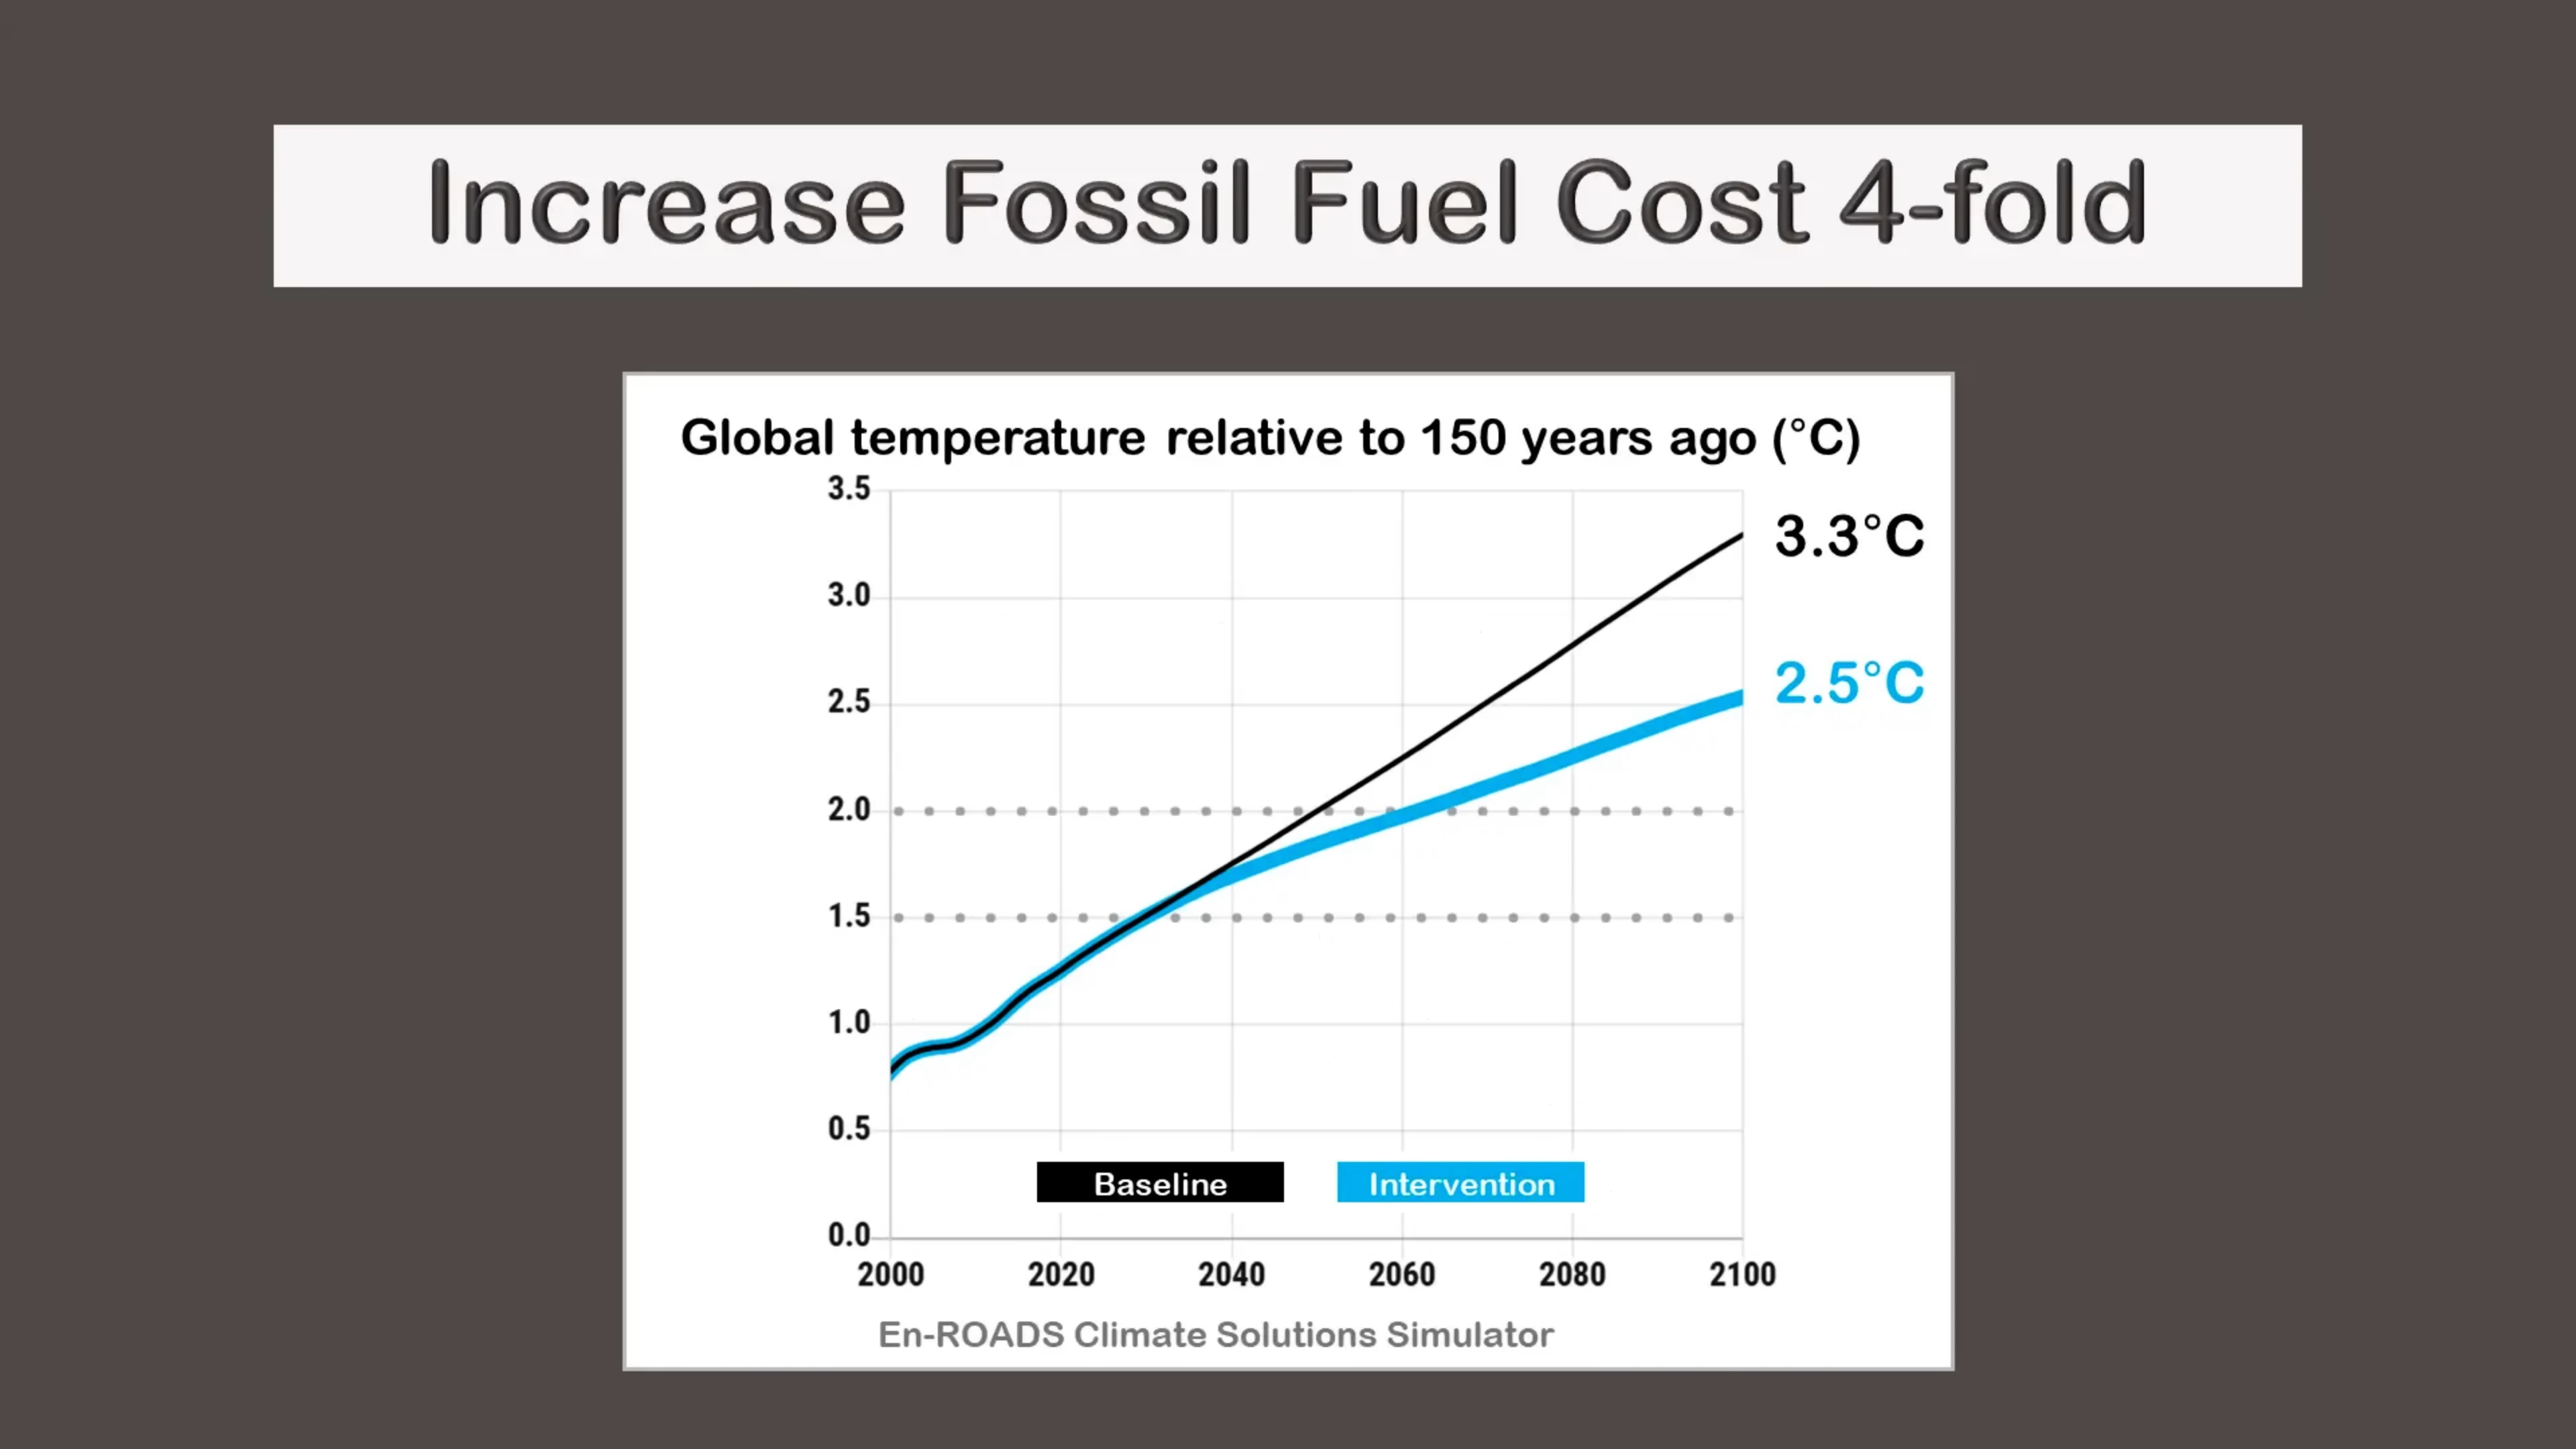 Increase Fossil Fuel Cost 4-fold
Global temperature relative to 150 years ago (°C)
3.5
3.3°C
3.0
2.5°C
2.5
2.0
1.5
1.0
0.5
Baseline Intervention
0.0
2000 2020 2040 2060 2080 2100
En-ROADS Climate Solutions Simulator